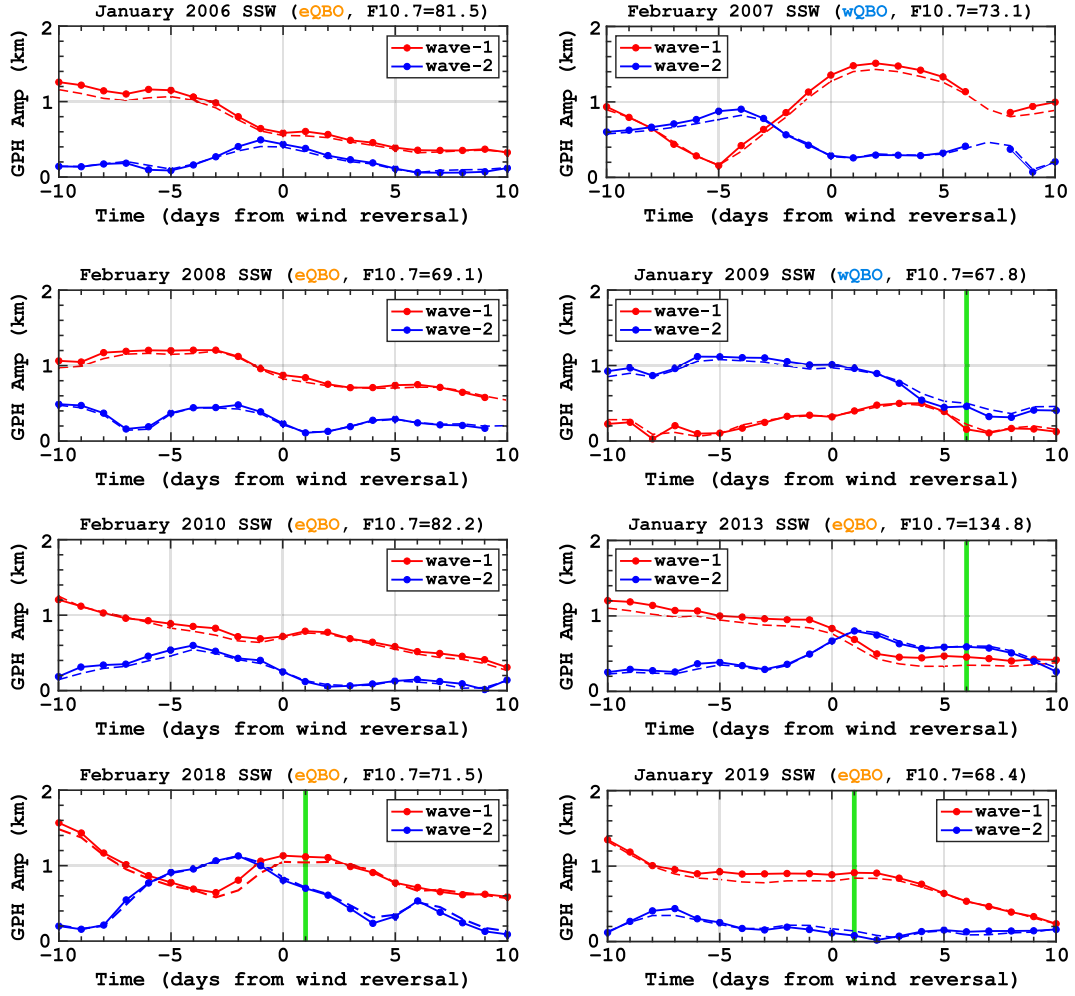 January 2006 SSW (eQBO, F10.7=81.5)
GPH Amp (km)
2
1
0
wave-1
wave-2
-10 -5 0 5 10
Time (days from wind reversal)
February 2007 SSW (wQBO, F10.7=73.1)
GPH Amp (km)
2
1
0
wave-1
wave-2
-10 -5 0 5 10
Time (days from wind reversal)
February 2008 SSW (eQBO, F10.7=69.1)
GPH Amp (km)
2
1
0
wave-1
wave-2
-10 -5 0 5 10
Time (days from wind reversal)
January 2009 SSW (wQBO, F10.7=67.8)
GPH Amp (km)
2
1
0
wave-1
wave-2
-10 -5 0 5 10
Time (days from wind reversal)
February 2010 SSW (eQBO, F10.7=82.2)
GPH Amp (km)
2
1
0
wave-1
wave-2
-10 -5 0 5 10
Time (days from wind reversal)
January 2013 SSW (eQBO, F10.7=134.8)
GPH Amp (km)
2
1
0
wave-1
wave-2
-10 -5 0 5 10
Time (days from wind reversal)
February 2018 SSW (eQBO, F10.7=71.5)
GPH Amp (km)
2
1
0
wave-1
wave-2
-10 -5 0 5 10
Time (days from wind reversal)
January 2019 SSW (eQBO, F10.7=68.4)
GPH Amp (km)
2
1
0
wave-1
wave-2
-10 -5 0 5 10
Time (days from wind reversal)